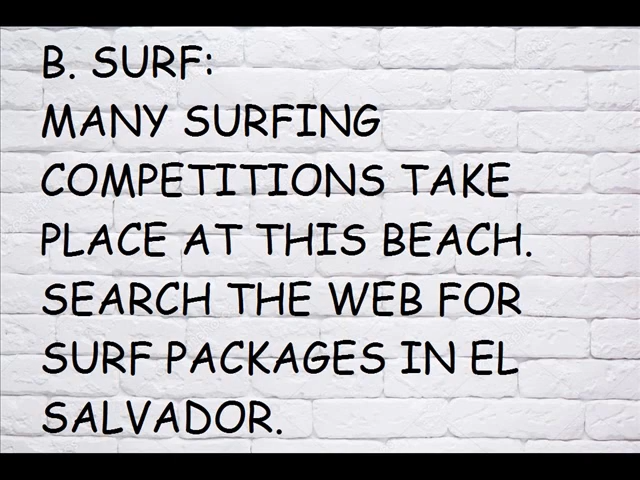 B. SURF:
MANY SURFING
COMPETITIONS TAKE
PLACE AT THIS BEACH.
SEARCH THE WEB FOR
SURF PACKAGES IN EL
SALVADOR.